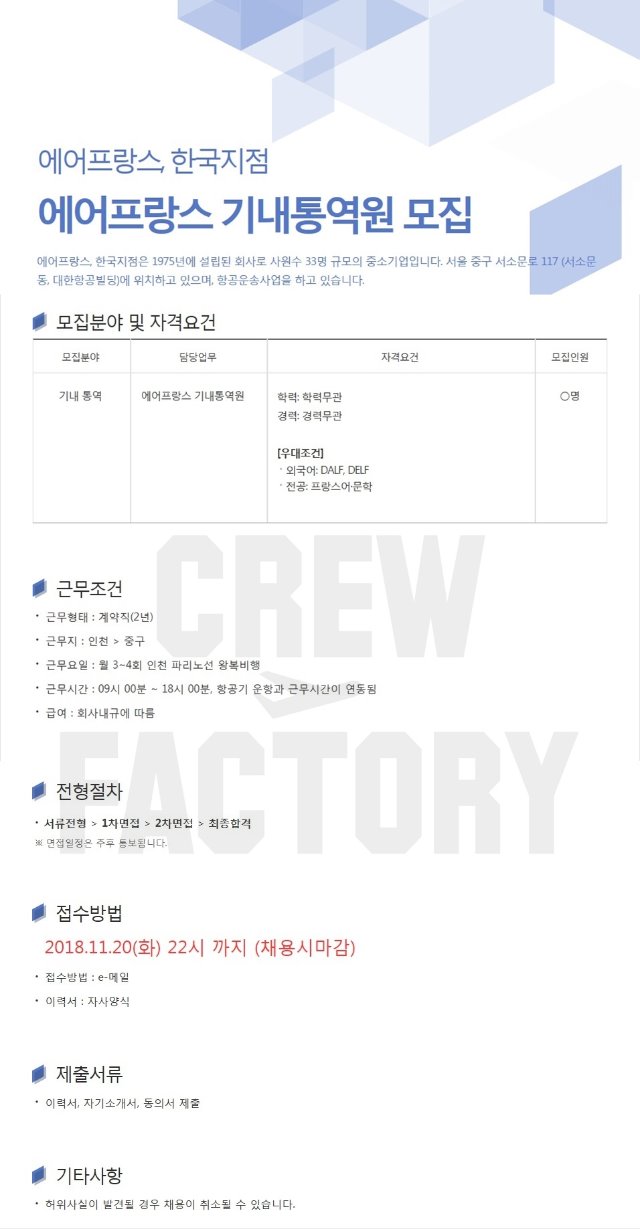 에어프랑스, 한국지점
에어프랑스 기내통역원 모집
에어프랑스, 한국지점은 1975년에 설립된 회사로 사원수 33명 규모의 중소기업입니다. 서울 중구 서소문로 117 (서소문
동, 대한항공빌딩)에 위치하고 있으며, 항공운송사업을 하고 있습니다.
모집분야 및 자격요건
모집분야 담당업무 자격요건 모집인원
기내 통역 에어프랑스 기내통역원 학력: 학력무관 ○명
경력: 경력무관
[우대조건]
· 외국어: DALF, DELF
· 전공: 프랑스어·문학
CREW
FACTORY
근무조건
· 근무형태 : 계약직(2년)
· 근무지 : 인천 > 중구
· 근무요일 : 월 3~4회 인천 파리노선 왕복비행
· 근무시간 : 09시 00분 ~ 18시 00분, 항공기 운항과 근무시간이 연동됨
· 급여 : 회사내규에 따름
전형절차
· 서류전형 > 1차면접 > 2차면접 > 최종합격
※ 면접일정은 추후 통보됩니다.
접수방법
2018.11.20(화) 22시 까지 (채용시마감)
· 접수방법 : e-메일
· 이력서 : 자사양식
제출서류
· 이력서, 자기소개서, 동의서 제출
기타사항
· 허위사실이 발견될 경우 채용이 취소될 수 있습니다.